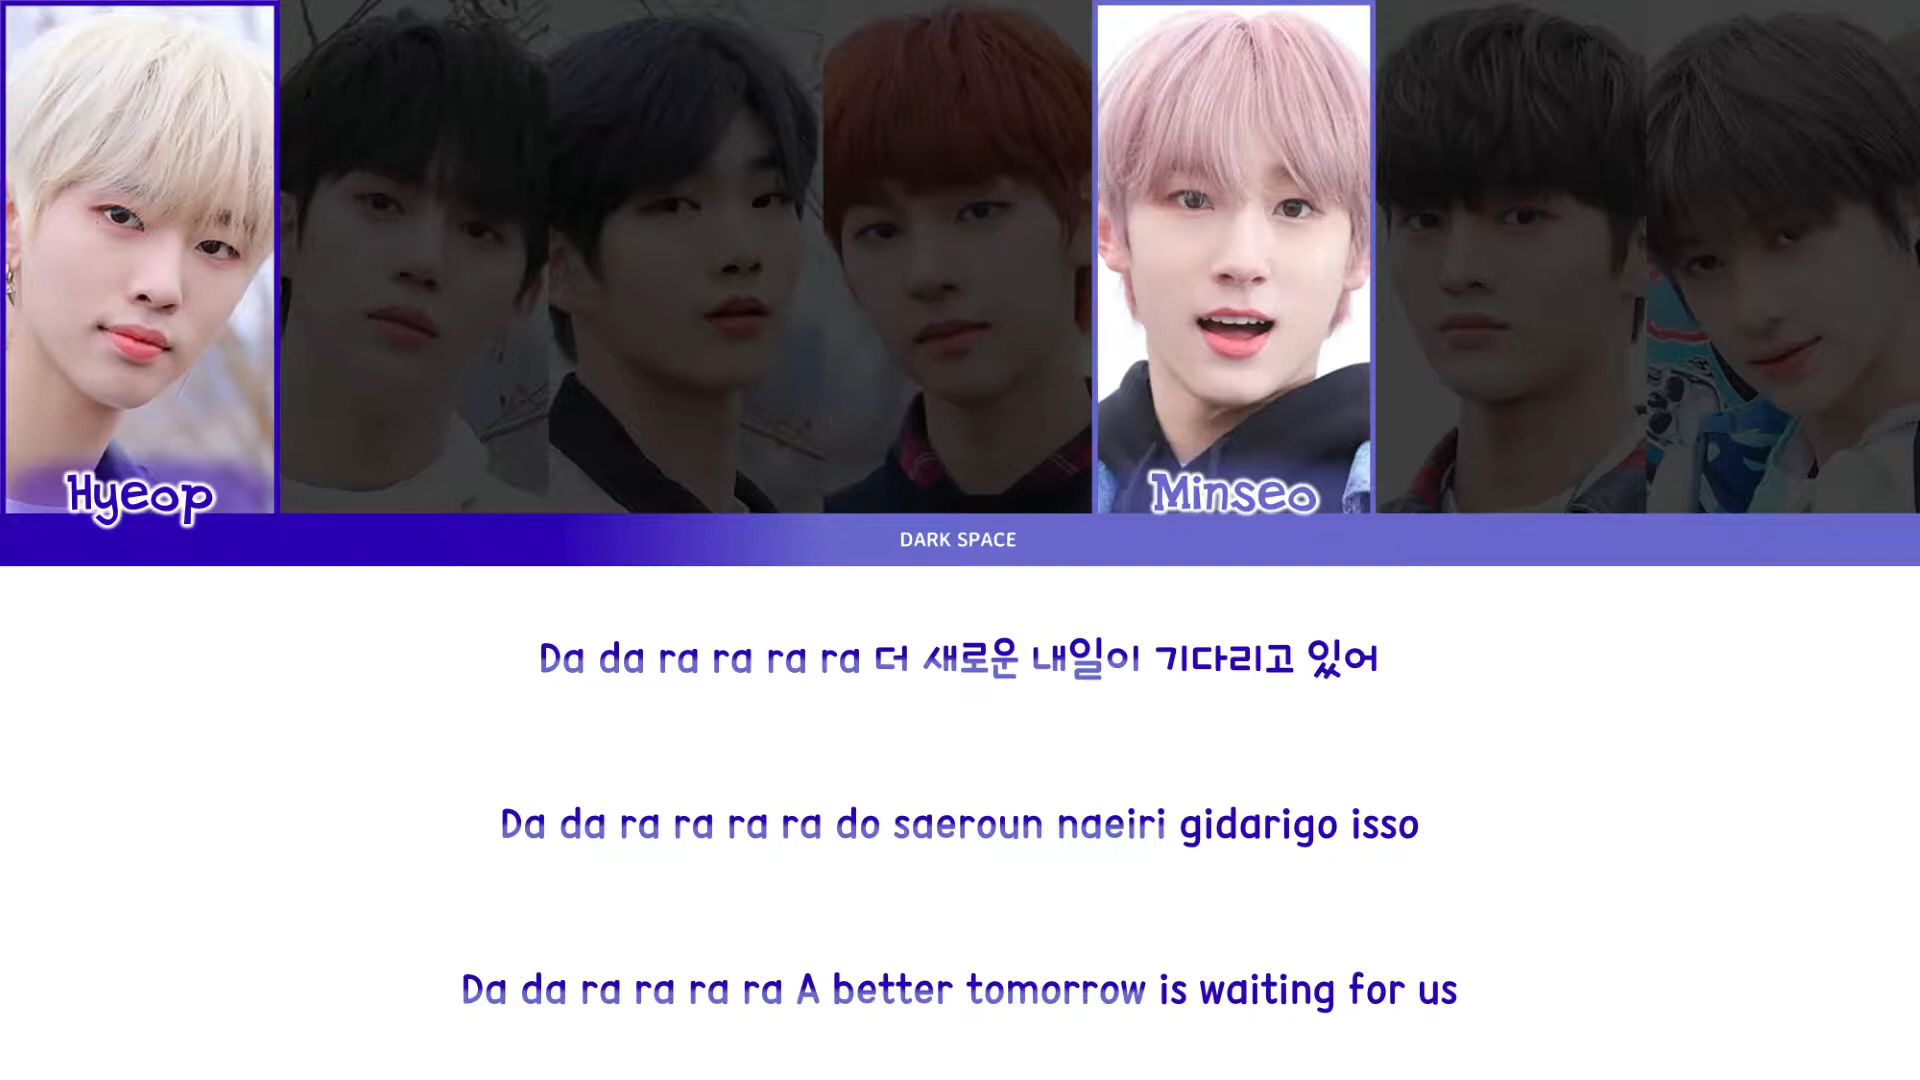 Hyeop
Minseo
DARK SPACE
Da da ra ra ra ra 더 새로운 내일이 기다리고 있어
Da da ra ra ra ra do saeroun naeiri gidarigo isso
Da da ra ra ra ra A better tomorrow is waiting for us